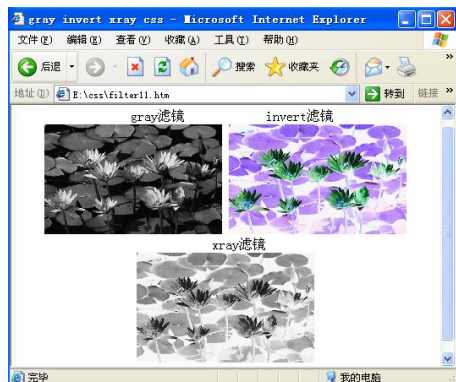 gray invert xray css - Microsoft Internet Explorer
文件(F) 编辑(E) 查看(V) 收藏(A) 工具(T) 帮助(H)
后退 搜索 收藏夹 »
地址(D) E:\css\filter11.htm 转到 链接 »
gray滤镜 invert滤镜
xray滤镜
完毕 我的电脑